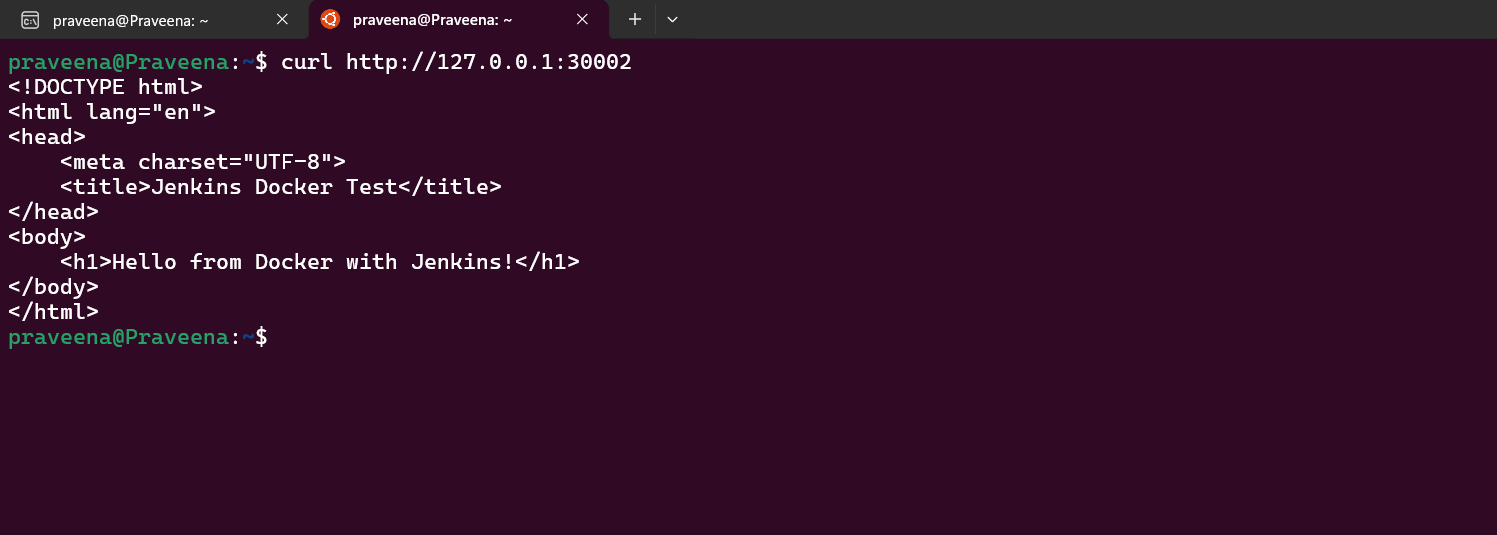 praveena@Praveena: ~
praveena@Praveena: ~
praveena@Praveena:~$ curl http://127.0.0.1:30002
<!DOCTYPE html>
<html lang="en">
<head>
    <meta charset="UTF-8">
    <title>Jenkins Docker Test</title>
</head>
<body>
    <h1>Hello from Docker with Jenkins!</h1>
</body>
</html>
praveena@Praveena:~$